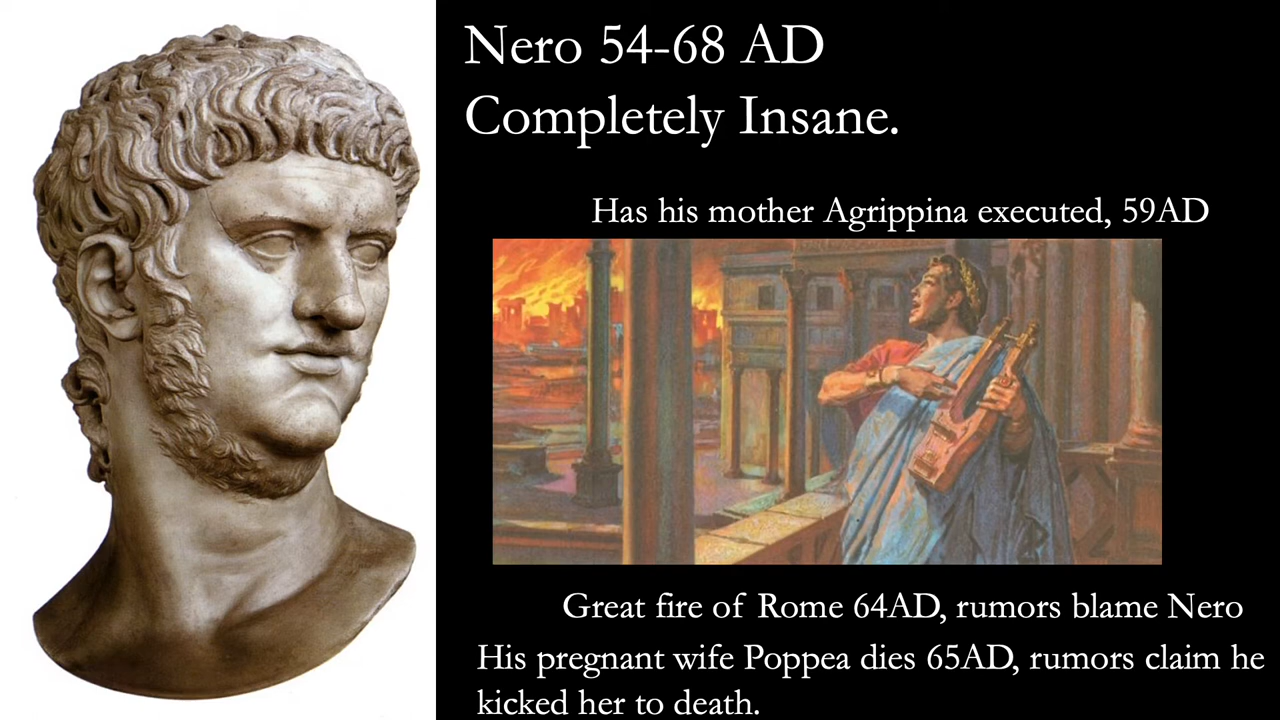 Nero 54-68 AD
Completely Insane.
Has his mother Agrippina executed, 59AD
Great fire of Rome 64AD, rumors blame Nero
His pregnant wife Poppea dies 65AD, rumors claim he
kicked her to death.